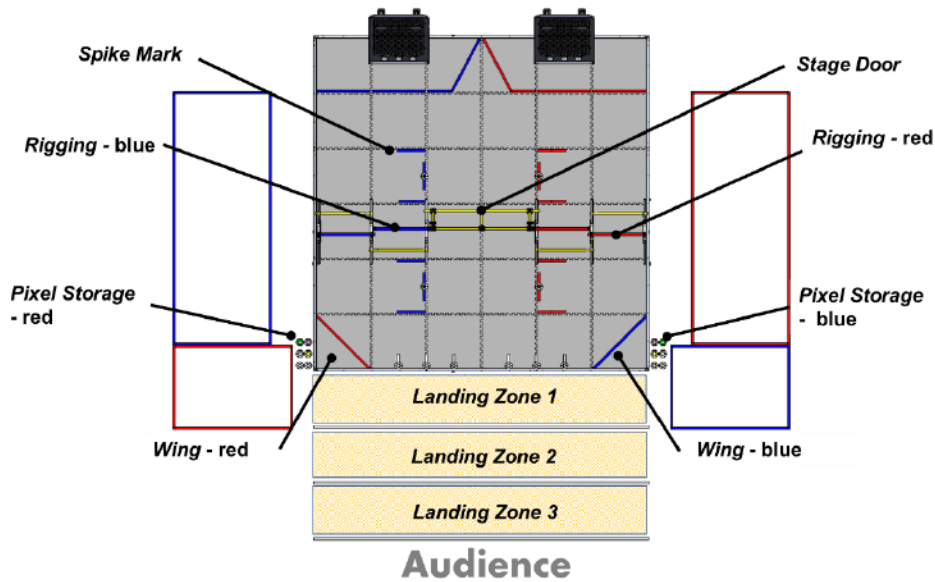 Spike Mark
Stage Door
Rigging - blue
Rigging - red
Pixel Storage
- red
Pixel Storage
- blue
Landing Zone 1
Wing - red
Landing Zone 2
Wing - blue
Landing Zone 3
Audience